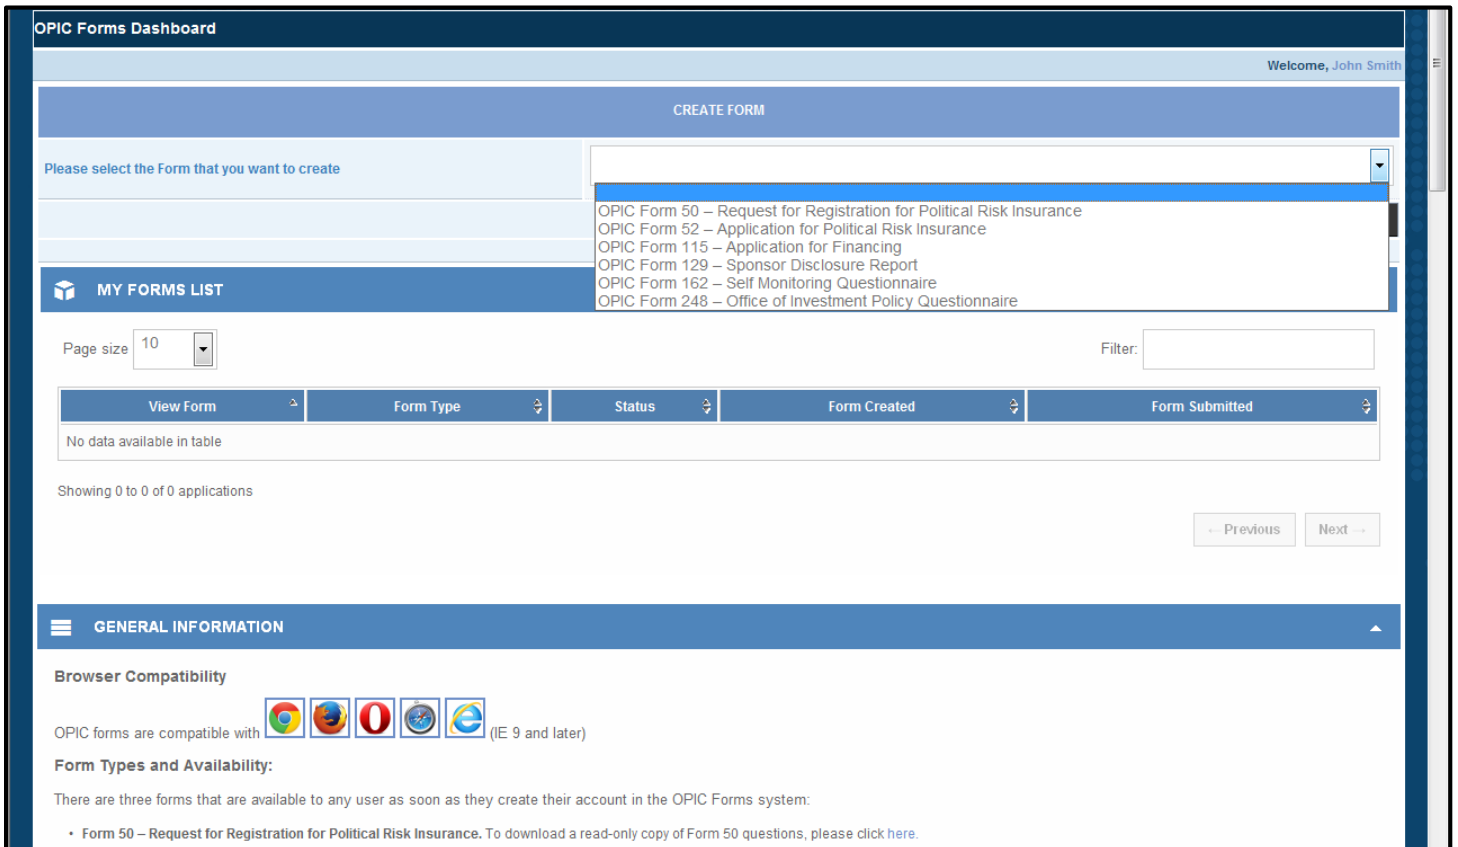 OPIC Forms Dashboard
Welcome, John Smith
CREATE FORM
Please select the Form that you want to create
OPIC Form 50 – Request for Registration for Political Risk Insurance
OPIC Form 52 – Application for Political Risk Insurance
OPIC Form 115 – Application for Financing
OPIC Form 129 – Sponsor Disclosure Report
OPIC Form 162 – Self Monitoring Questionnaire
OPIC Form 248 – Office of Investment Policy Questionnaire
MY FORMS LIST
Page size 10
Filter:
View Form Form Type Status Form Created Form Submitted
No data available in table
Showing 0 to 0 of 0 applications
← Previous Next →
GENERAL INFORMATION
Browser Compatibility
OPIC forms are compatible with (IE 9 and later)
Form Types and Availability:
There are three forms that are available to any user as soon as they create their account in the OPIC Forms system:
• Form 50 – Request for Registration for Political Risk Insurance. To download a read-only copy of Form 50 questions, please click here.